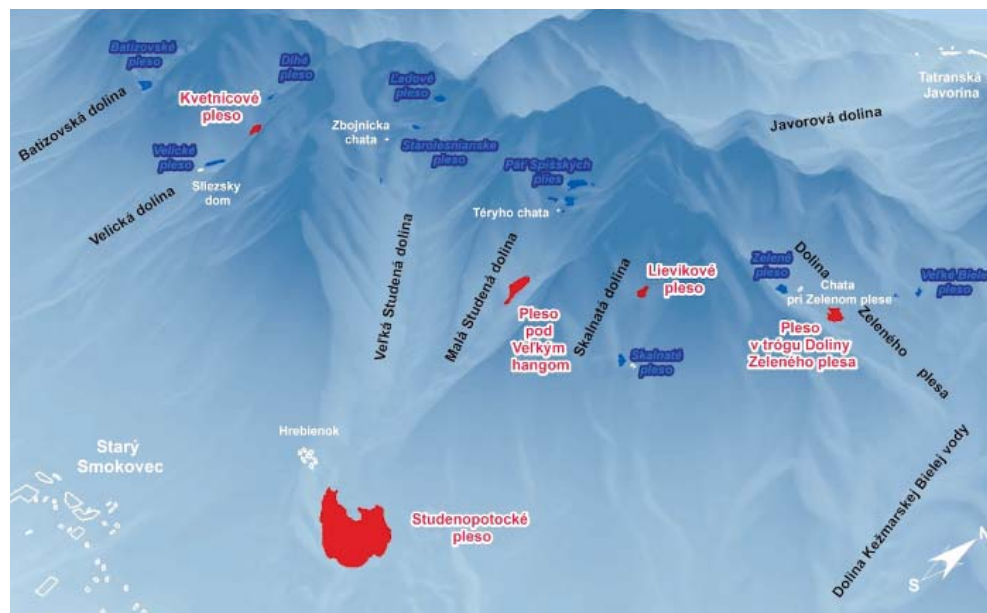 Batizovské
pleso
Dlhé
pleso
Kvetnicové
pleso
Ľadové
pleso
Tatranská
Javorina
Batizovská dolina
Zbojnícka
chata
Javorová dolina
Velické
pleso
Starolesnianske
pleso
Päť Spišských
plies
Sliezsky
dom
Velická dolina
Téryho chata
Veľká Studená dolina
Malá Studená dolina
Skalnatá dolina
Lievikové
pleso
Zelené
pleso
Dolina Zeleného plesa
Chata
pri Zelenom plese
Veľké Biele
pleso
Pleso
pod
Veľkým
hangom
Pleso
v trógu Doliny
Zeleného plesa
Skalnaté
pleso
Hrebienok
Starý
Smokovec
Studenopotocké
pleso
Dolina Kežmarskej Bielej vody
N
S